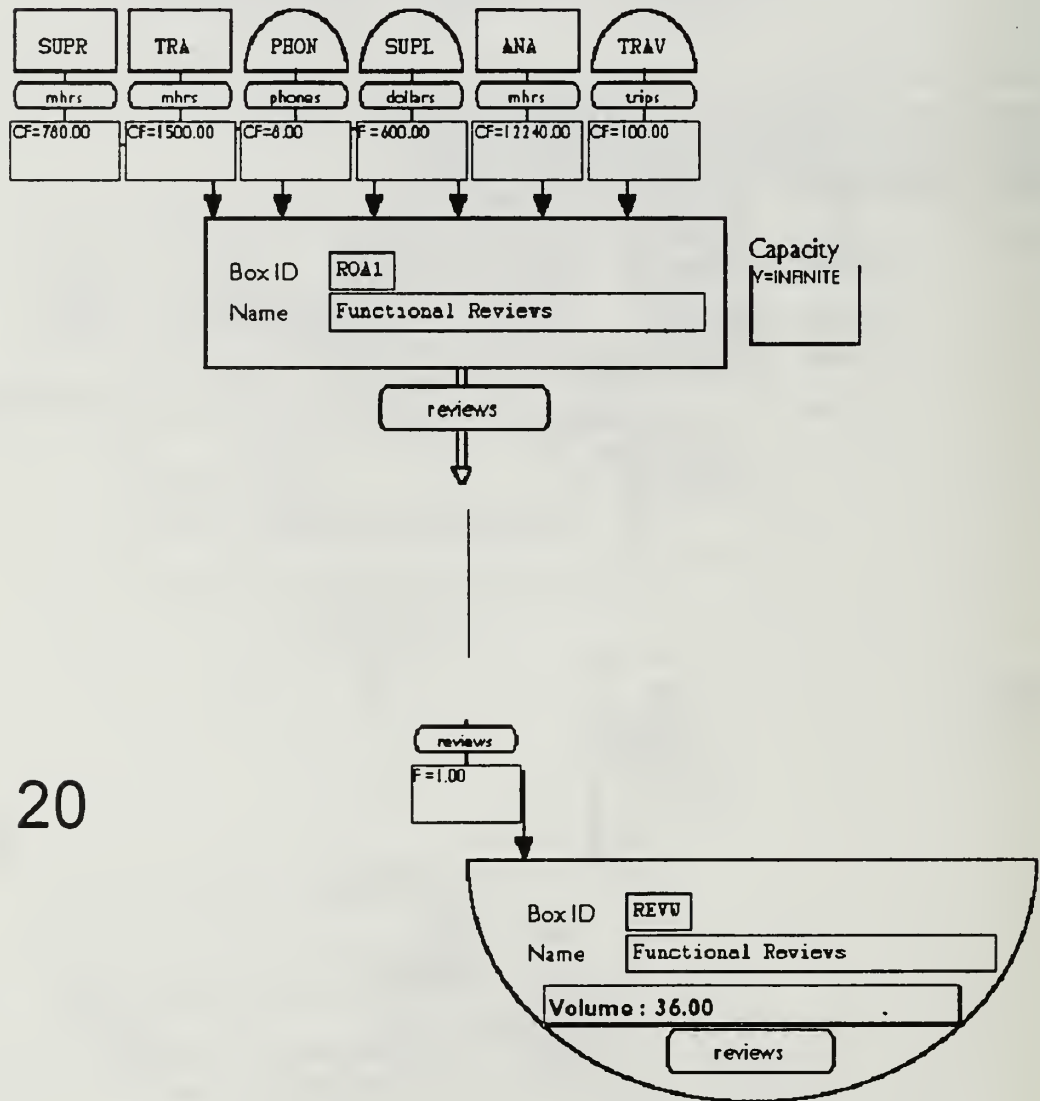 SUPR TRA PHON SUPL ANA TRAV
mhrs mhrs phones dollars mhrs trips
CF=780.00 CF=1500.00 CF=8.00 F=600.00 CF=12240.00 CF=100.00
Box ID ROA1
Name Functional Reviews
Capacity
Y=INFINITE
reviews
reviews
F=1.00
20
Box ID REVW
Name Functional Reviews
Volume : 36.00
reviews